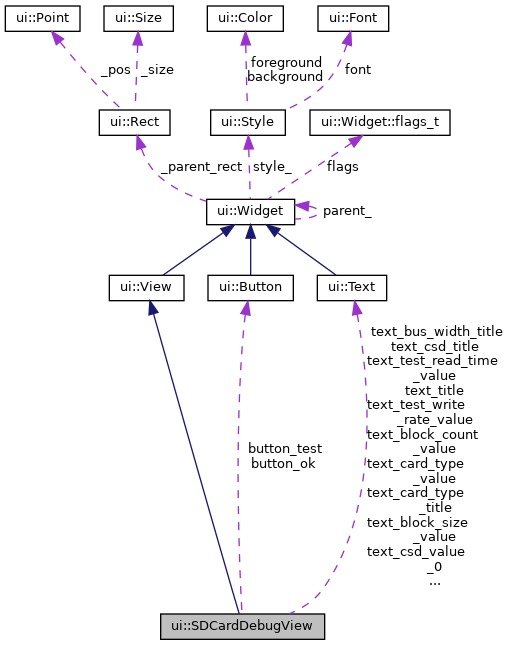 ui::Point
ui::Size
ui::Color
ui::Font
_pos
_size
foreground
background
font
ui::Rect
ui::Style
ui::Widget::flags_t
_parent_rect
style_
flags
ui::Widget
parent_
ui::View
ui::Button
ui::Text
button_test
button_ok
text_bus_width_title
text_csd_title
text_test_read_time
_value
text_title
text_test_write
_rate_value
text_block_count
_value
text_card_type
_value
text_card_type
_title
text_block_size
_value
text_csd_value
_0
...
ui::SDCardDebugView